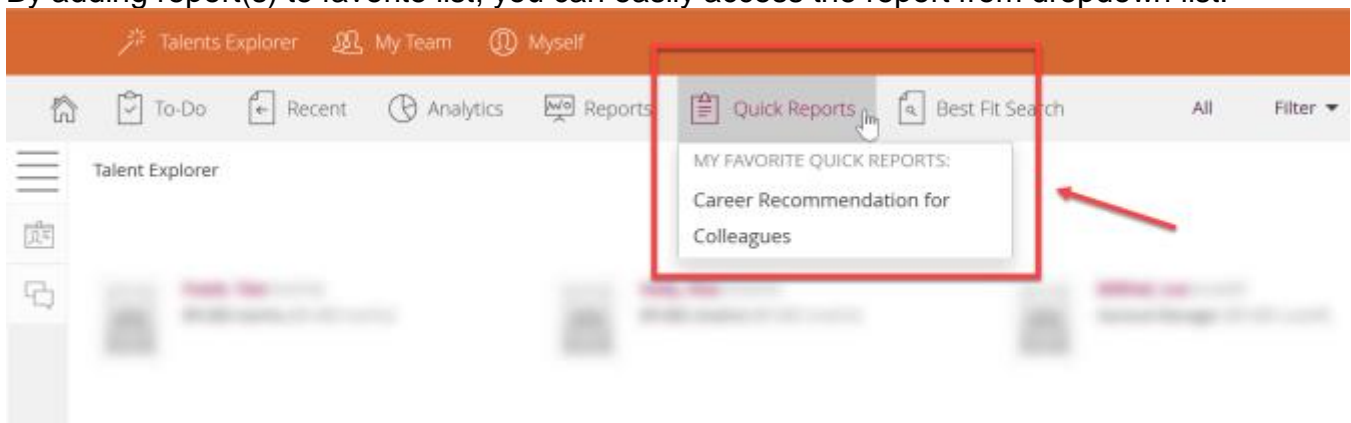 By adding report(s) to favorite list, you can easily access the report from dropdown list.
Talents Explorer My Team Myself
To-Do Recent Analytics Reports Quick Reports Best Fit Search All Filter
Talent Explorer
MY FAVORITE QUICK REPORTS:
Career Recommendation for
Colleagues